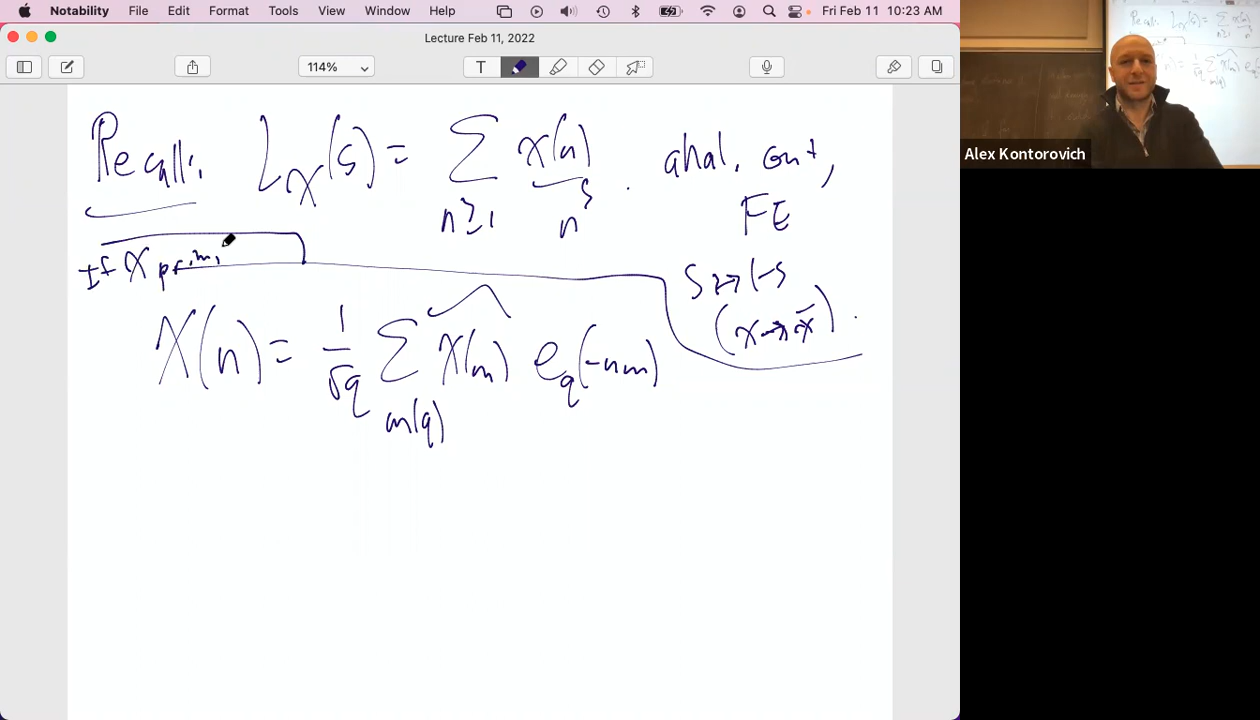 Notability File Edit Format Tools View Window Help Fri Feb 11 10:23 AM
Lecture Feb 11, 2022
114% T
Recall: L_χ(s) = Σ_{n≥1} χ(n)/n^s . anal. cont,
FE
If χ prim,
s ↦ 1-s
(χ → χ̄).
χ(n) = 1/√q Σ_{m(q)} χ̂(m) e_q(-nm)
Alex Kontorovich